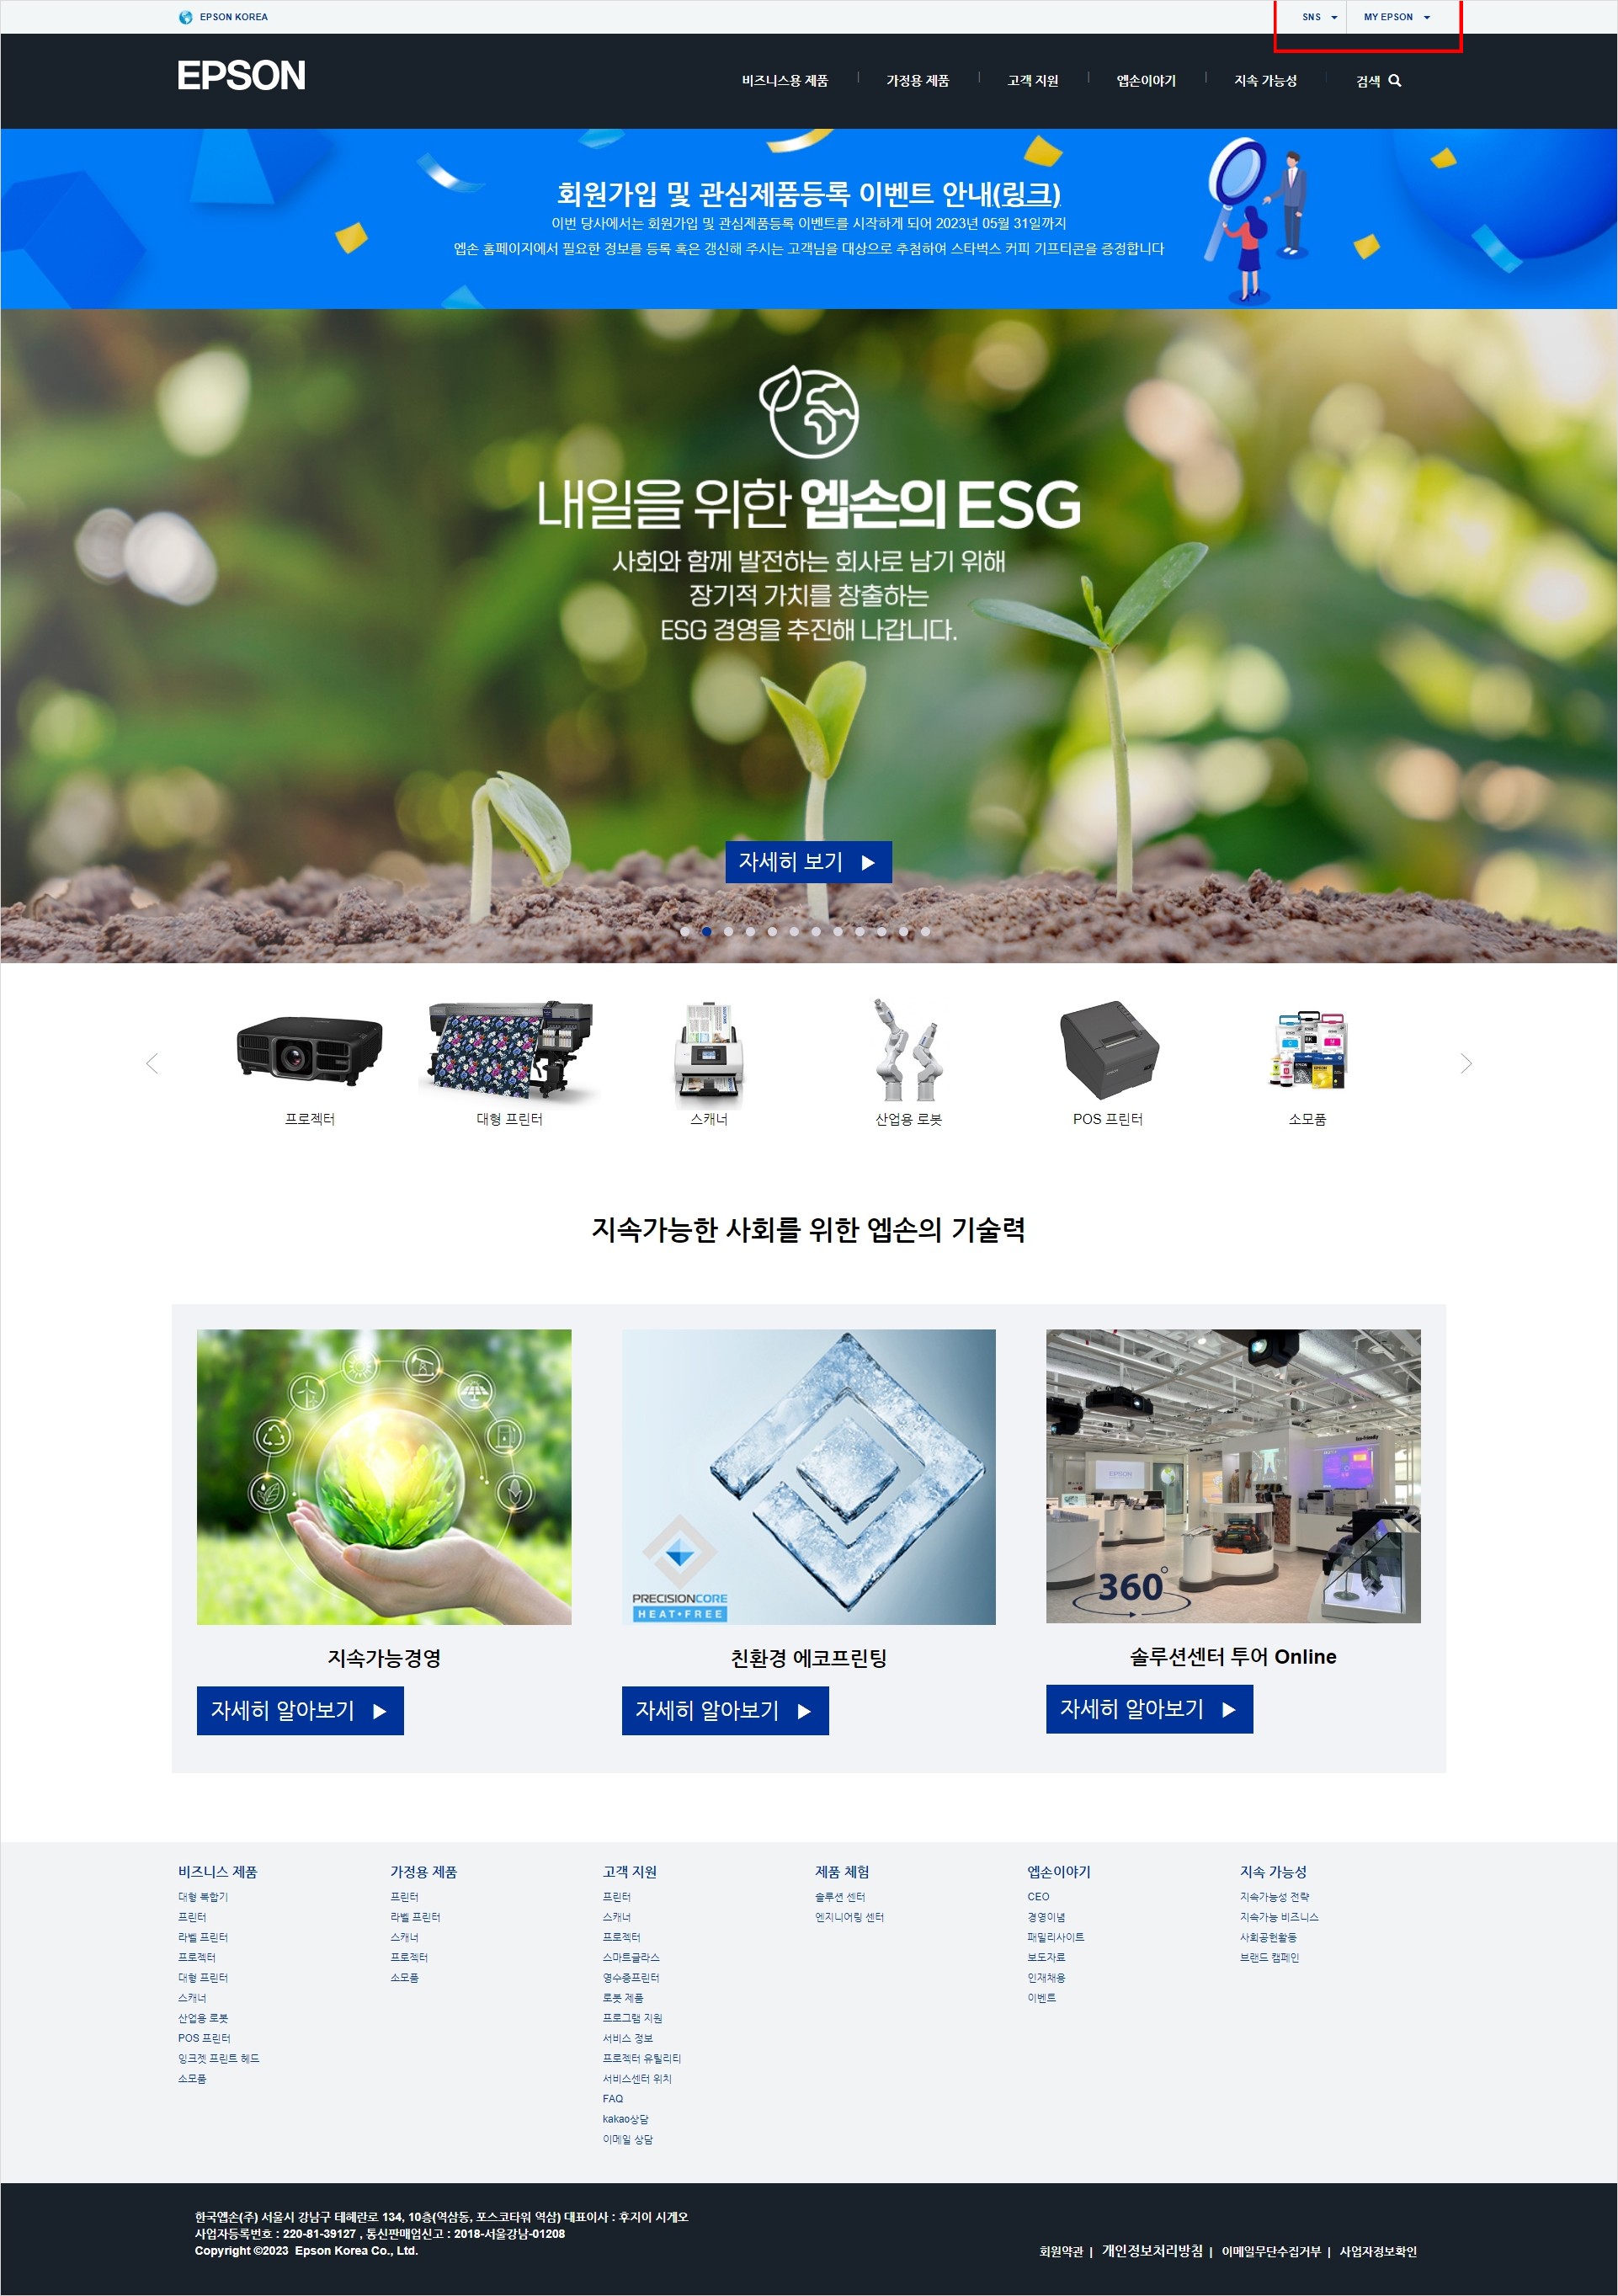 EPSON KOREA
SNS
MY EPSON
EPSON
비즈니스용 제품
가정용 제품
고객 지원
엡손이야기
지속 가능성
검색
회원가입 및 관심제품등록 이벤트 안내(링크)
이번 당사에서는 회원가입 및 관심제품등록 이벤트를 시작하게 되어 2023년 05월 31일까지
엡손 홈페이지에서 필요한 정보를 등록 혹은 갱신해 주시는 고객님을 대상으로 추첨하여 스타벅스 커피 기프티콘을 증정합니다
내일을 위한 엡손의 ESG
사회와 함께 발전하는 회사로 남기 위해
장기적 가치를 창출하는
ESG 경영을 추진해 나갑니다.
자세히 보기
프로젝터
대형 프린터
스캐너
산업용 로봇
POS 프린터
소모품
지속가능한 사회를 위한 엡손의 기술력
PRECISIONCORE
HEAT•FREE
EPSON
Eco-friendly
360°
지속가능경영
친환경 에코프린팅
솔루션센터 투어 Online
자세히 알아보기
자세히 알아보기
자세히 알아보기
비즈니스 제품
대형 복합기
프린터
라벨 프린터
프로젝터
대형 프린터
스캐너
산업용 로봇
POS 프린터
잉크젯 프린트 헤드
소모품
가정용 제품
프린터
라벨 프린터
스캐너
프로젝터
소모품
고객 지원
프린터
스캐너
프로젝터
스마트글라스
영수증프린터
로봇 제품
프로그램 지원
서비스 정보
프로젝터 유틸리티
서비스센터 위치
FAQ
kakao상담
이메일 상담
제품 체험
솔루션 센터
엔지니어링 센터
엡손이야기
CEO
경영이념
패밀리사이트
보도자료
인재채용
이벤트
지속 가능성
지속가능성 전략
지속가능 비즈니스
사회공헌활동
브랜드 캠페인
한국엡손(주) 서울시 강남구 테헤란로 134, 10층(역삼동, 포스코타워 역삼) 대표이사 : 후지이 시게오
사업자등록번호 : 220-81-39127 , 통신판매업신고 : 2018-서울강남-01208
Copyright ©2023 Epson Korea Co., Ltd.
회원약관 | 개인정보처리방침 | 이메일무단수집거부 | 사업자정보확인